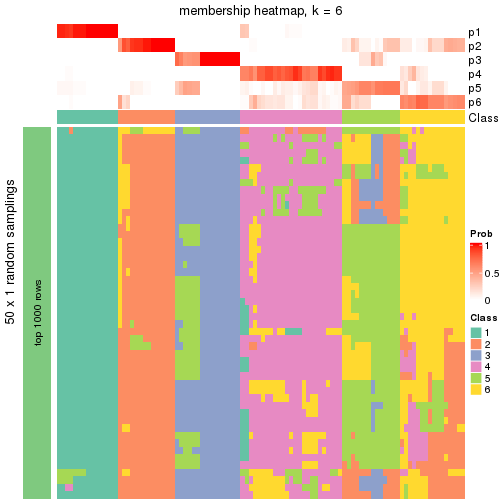 membership heatmap, k = 6
p1
p2
p3
p4
p5
p6
Class
50 x 1 random samplings
top 1000 rows
Prob
1
0.5
0
Class
1
2
3
4
5
6